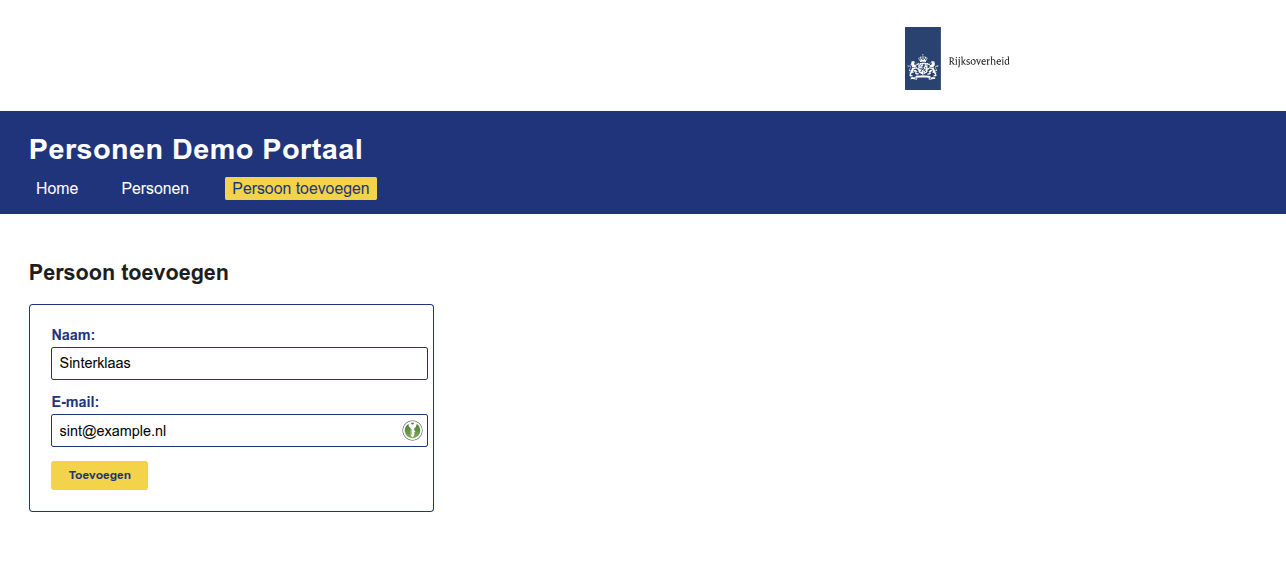 Rijksoverheid
Personen Demo Portaal
Home Personen Persoon toevoegen
Persoon toevoegen
Naam:
Sinterklaas
E-mail:
sint@example.nl
Toevoegen